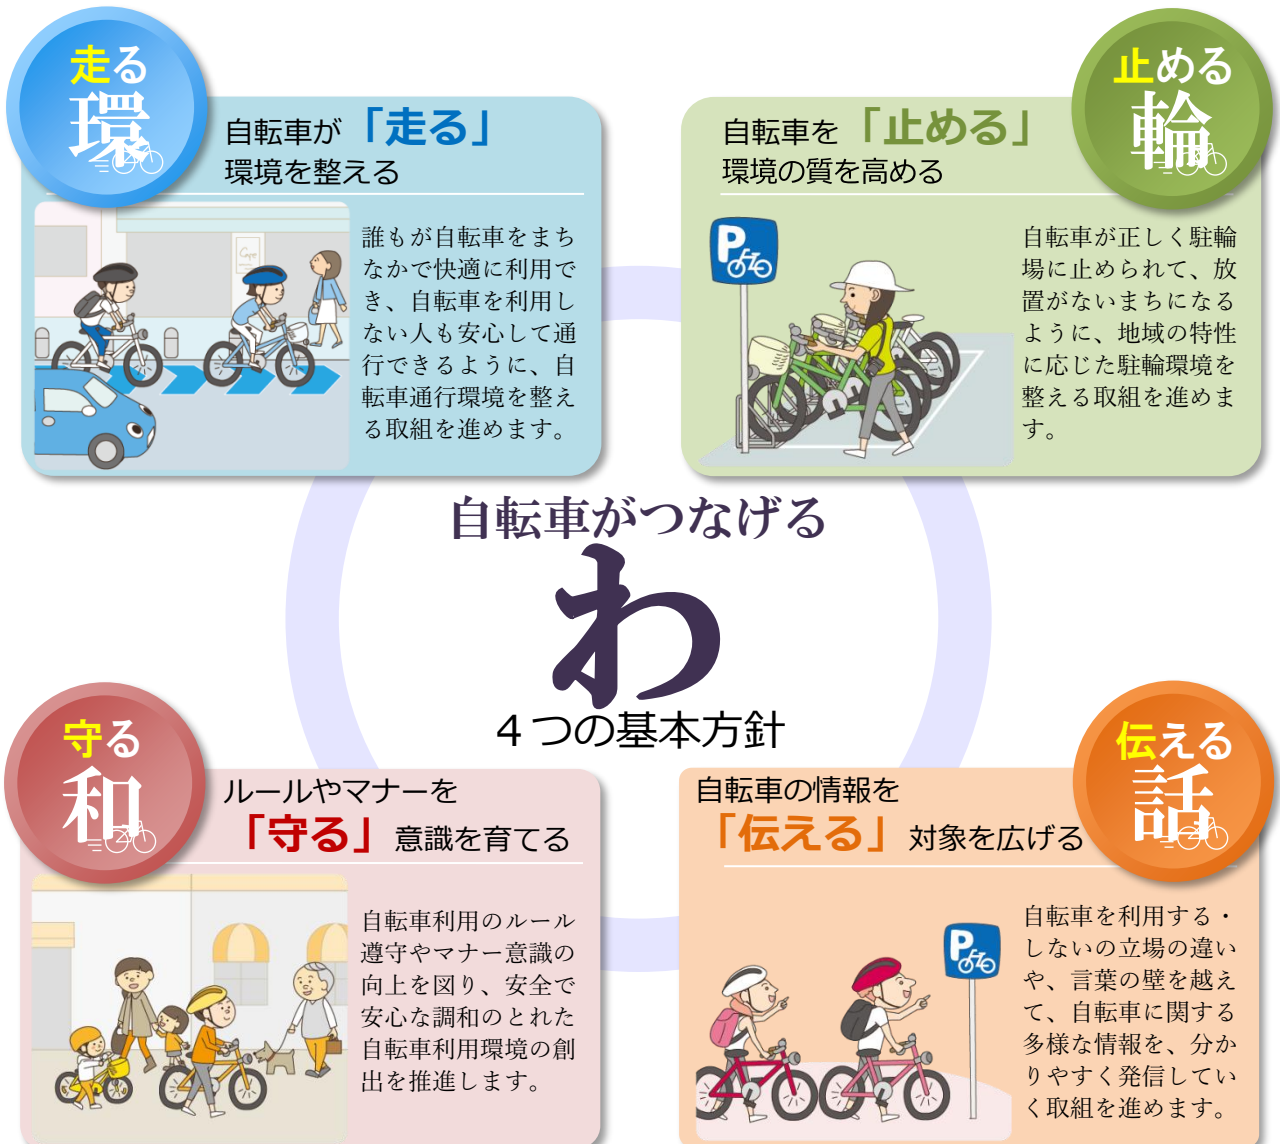 走る
環
自転車が「走る」
環境を整える
Cafe
誰もが自転車をまち
なかで快適に利用で
き、自転車を利用し
ない人も安心して通
行できるように、自
転車通行環境を整え
る取組を進めます。
止める
輪
自転車を「止める」
環境の質を高める
P
自転車が正しく駐輪
場に止められて、放
置がないまちになる
ように、地域の特性
に応じた駐輪環境を
整える取組を進めま
す。
自転車がつなげる
わ
4つの基本方針
守る
和
ルールやマナーを
「守る」意識を育てる
自転車利用のルール
遵守やマナー意識の
向上を図り、安全で
安心な調和のとれた
自転車利用環境の創
出を推進します。
伝える
話
自転車の情報を
「伝える」対象を広げる
P
自転車を利用する・
しないの立場の違い
や、言葉の壁を越え
て、自転車に関する
多様な情報を、分か
りやすく発信してい
く取組を進めます。